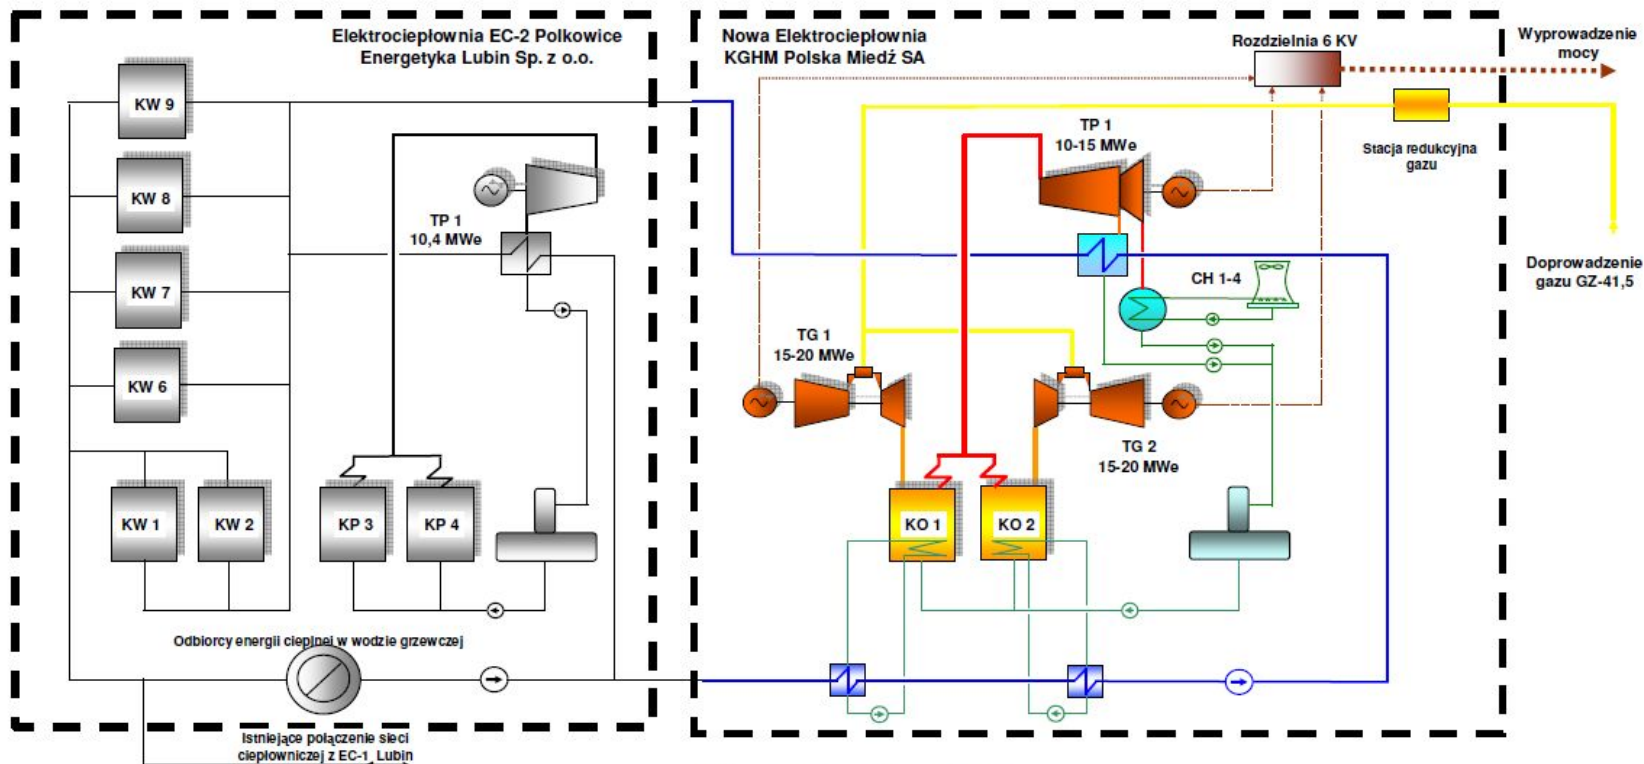 Elektrociepłownia EC-2 Polkowice
Energetyka Lubin Sp. z o.o.
KW 9
KW 8
KW 7
KW 6
KW 1
KW 2
KP 3
KP 4
TP 1
10,4 MWe
Odbiorcy energii cieplnej w wodzie grzewczej
Istniejące połączenie sieci
ciepłowniczej z EC-1 Lubin
Nowa Elektrociepłownia
KGHM Polska Miedź SA
Rozdzielnia 6 KV
Wyprowadzenie
mocy
TP 1
10-15 MWe
Stacja redukcyjna
gazu
Doprowadzenie
gazu GZ-41,5
CH 1-4
TG 1
15-20 MWe
TG 2
15-20 MWe
KO 1
KO 2